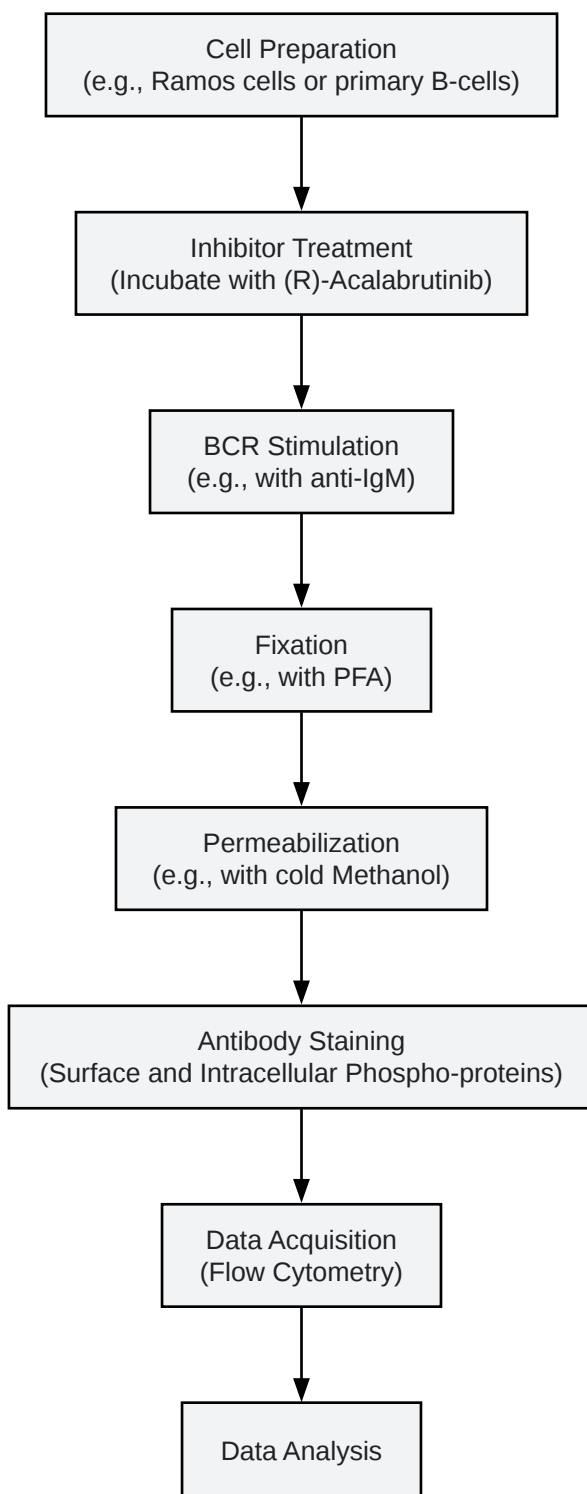 Cell Preparation
(e.g., Ramos cells or primary B-cells)
Inhibitor Treatment
(Incubate with (R)-Acalabrutinib)
BCR Stimulation
(e.g., with anti-IgM)
Fixation
(e.g., with PFA)
Permeabilization
(e.g., with cold Methanol)
Antibody Staining
(Surface and Intracellular Phospho-proteins)
Data Acquisition
(Flow Cytometry)
Data Analysis